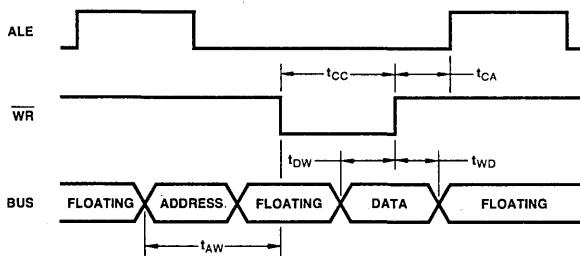 ALE
tCC
tCA
WR
tDW
tWD
BUS
FLOATING
ADDRESS.
FLOATING
DATA
FLOATING
tAW